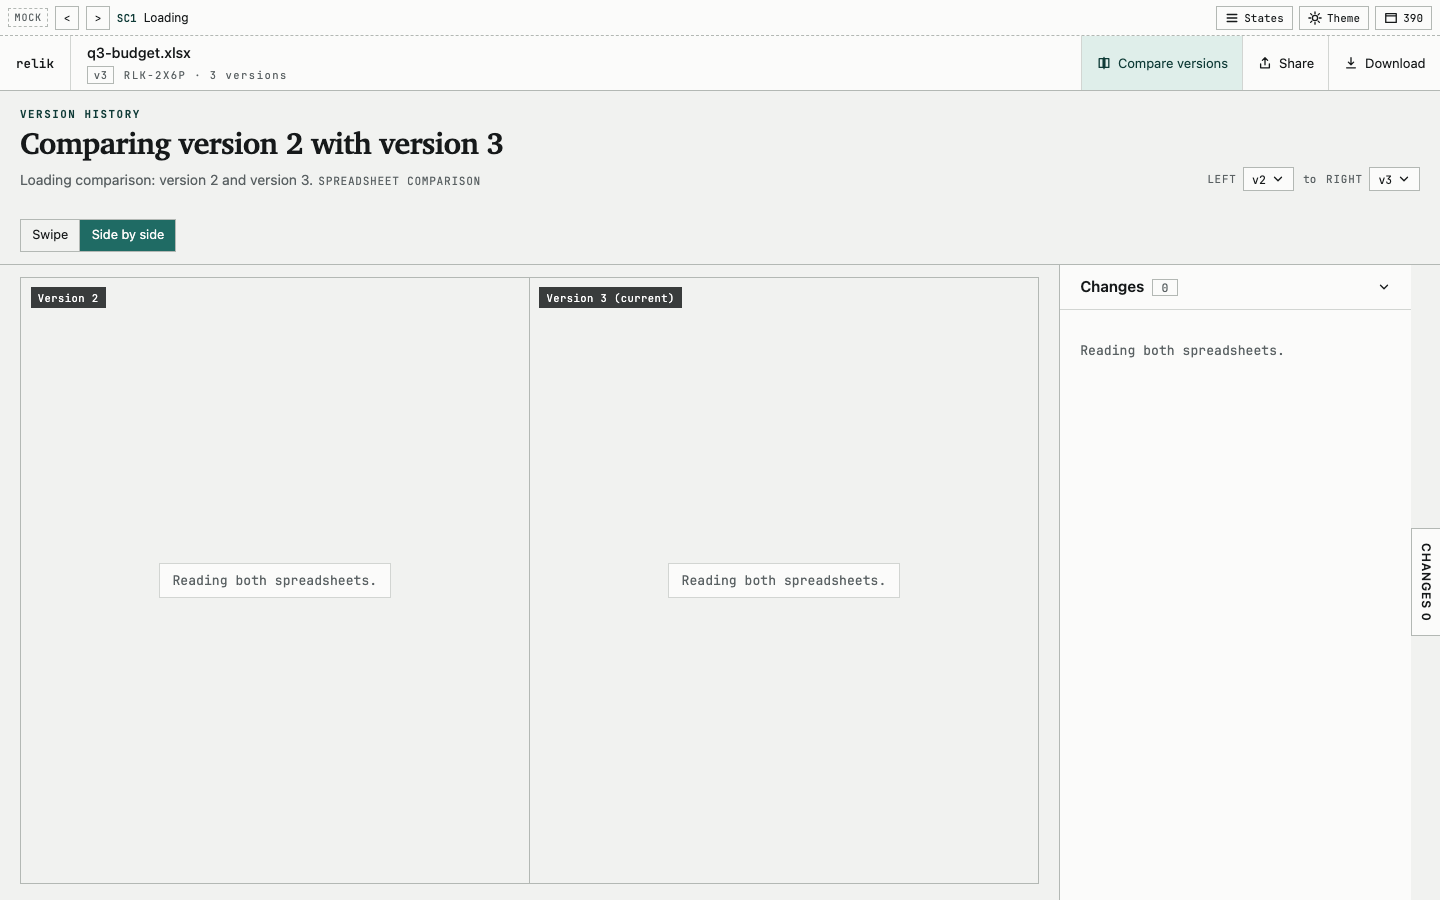 MOCK < > SC1 Loading States Theme 390
relik
q3-budget.xlsx
v3 RLK-2X6P · 3 versions
Compare versions Share Download
VERSION HISTORY
Comparing version 2 with version 3
Loading comparison: version 2 and version 3. SPREADSHEET COMPARISON
LEFT v2 to RIGHT v3
Swipe Side by side
Version 2
Version 3 (current)
Reading both spreadsheets.
Reading both spreadsheets.
Changes 0
Reading both spreadsheets.
CHANGES 0